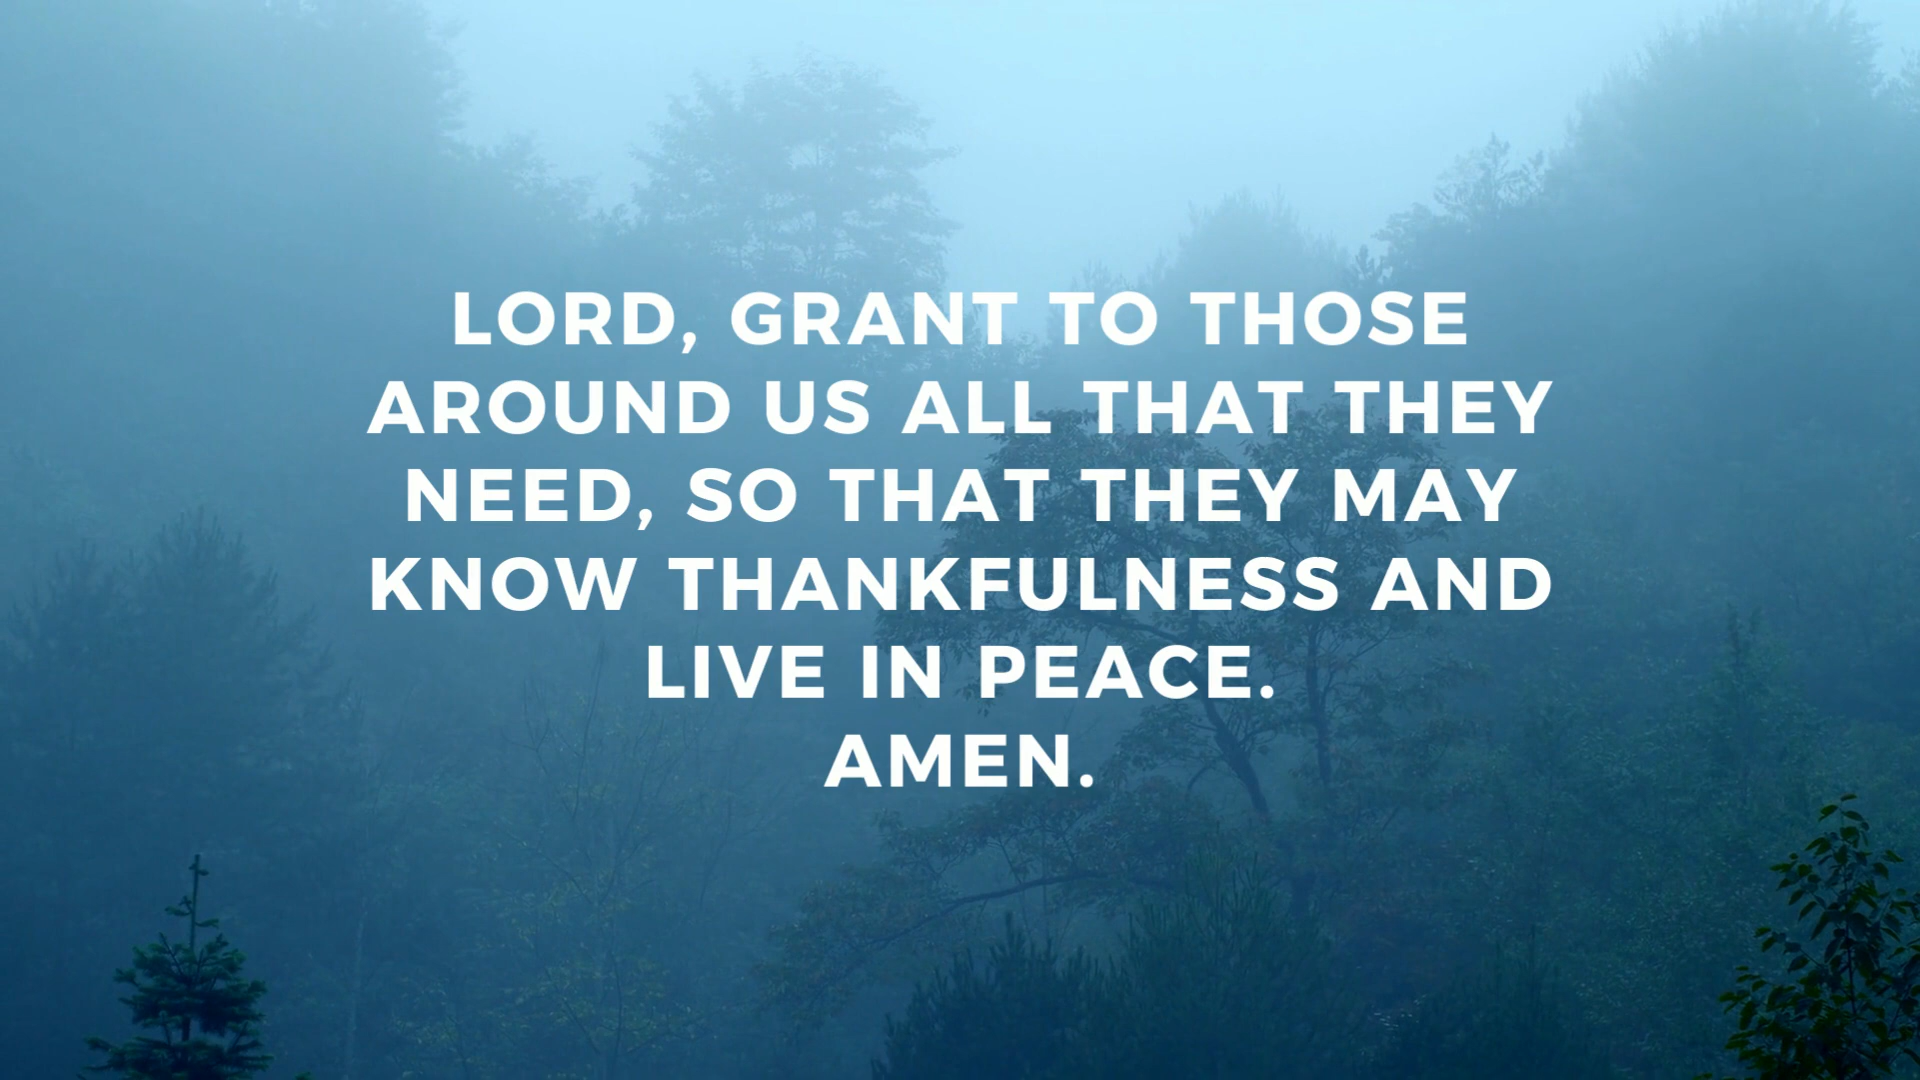 LORD, GRANT TO THOSE
AROUND US ALL THAT THEY
NEED, SO THAT THEY MAY
KNOW THANKFULNESS AND
LIVE IN PEACE.
AMEN.